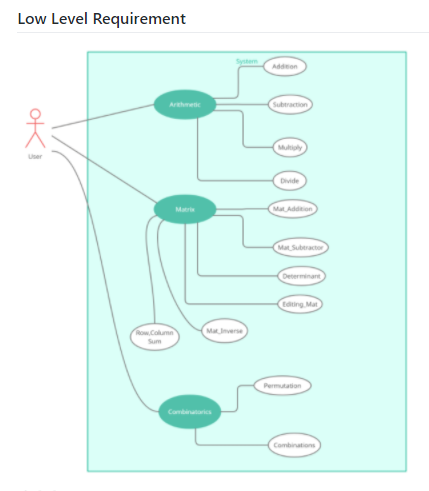 Low Level Requirement
System
Addition
Arithmetic
Subtraction
User
Multiply
Divide
Matrix
Mat_Addition
Mat_Subtractor
Determinant
Editing_Mat
Row,Column
Sum
Mat_Inverse
Permutation
Combinatorics
Combinations